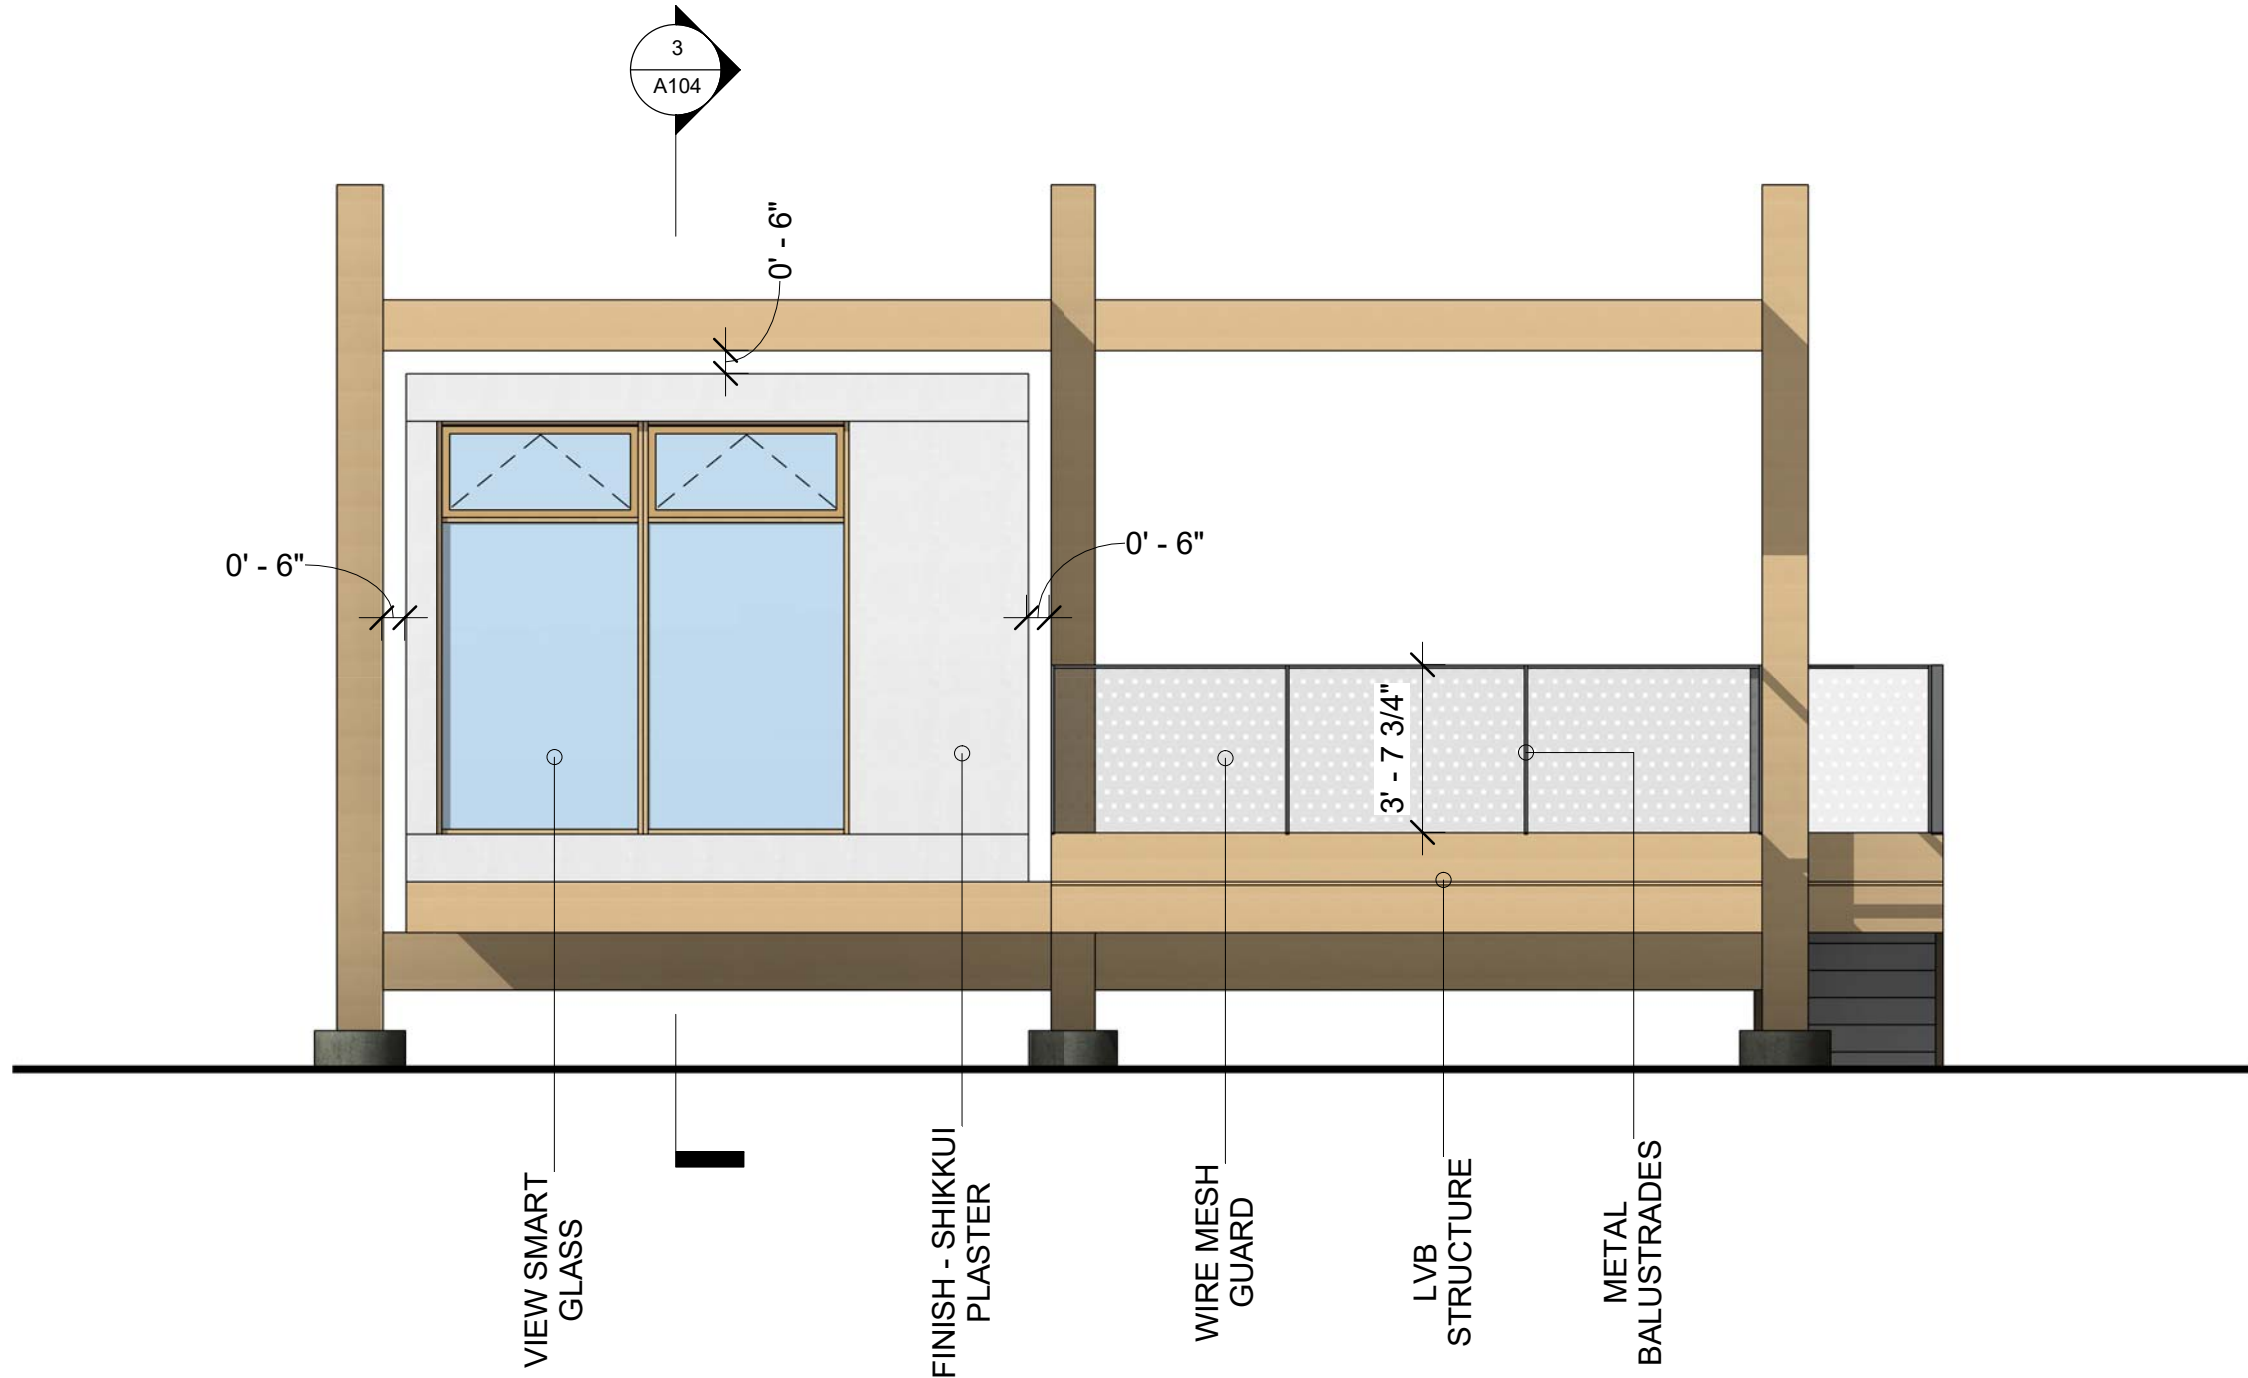 3
A104
0' - 6"
0' - 6"
0' - 6"
3' - 7 3/4"
VIEW SMART
GLASS
FINISH - SHIKKUI
PLASTER
WIRE MESH
GUARD
LVB
STRUCTURE
METAL
BALUSTRADES